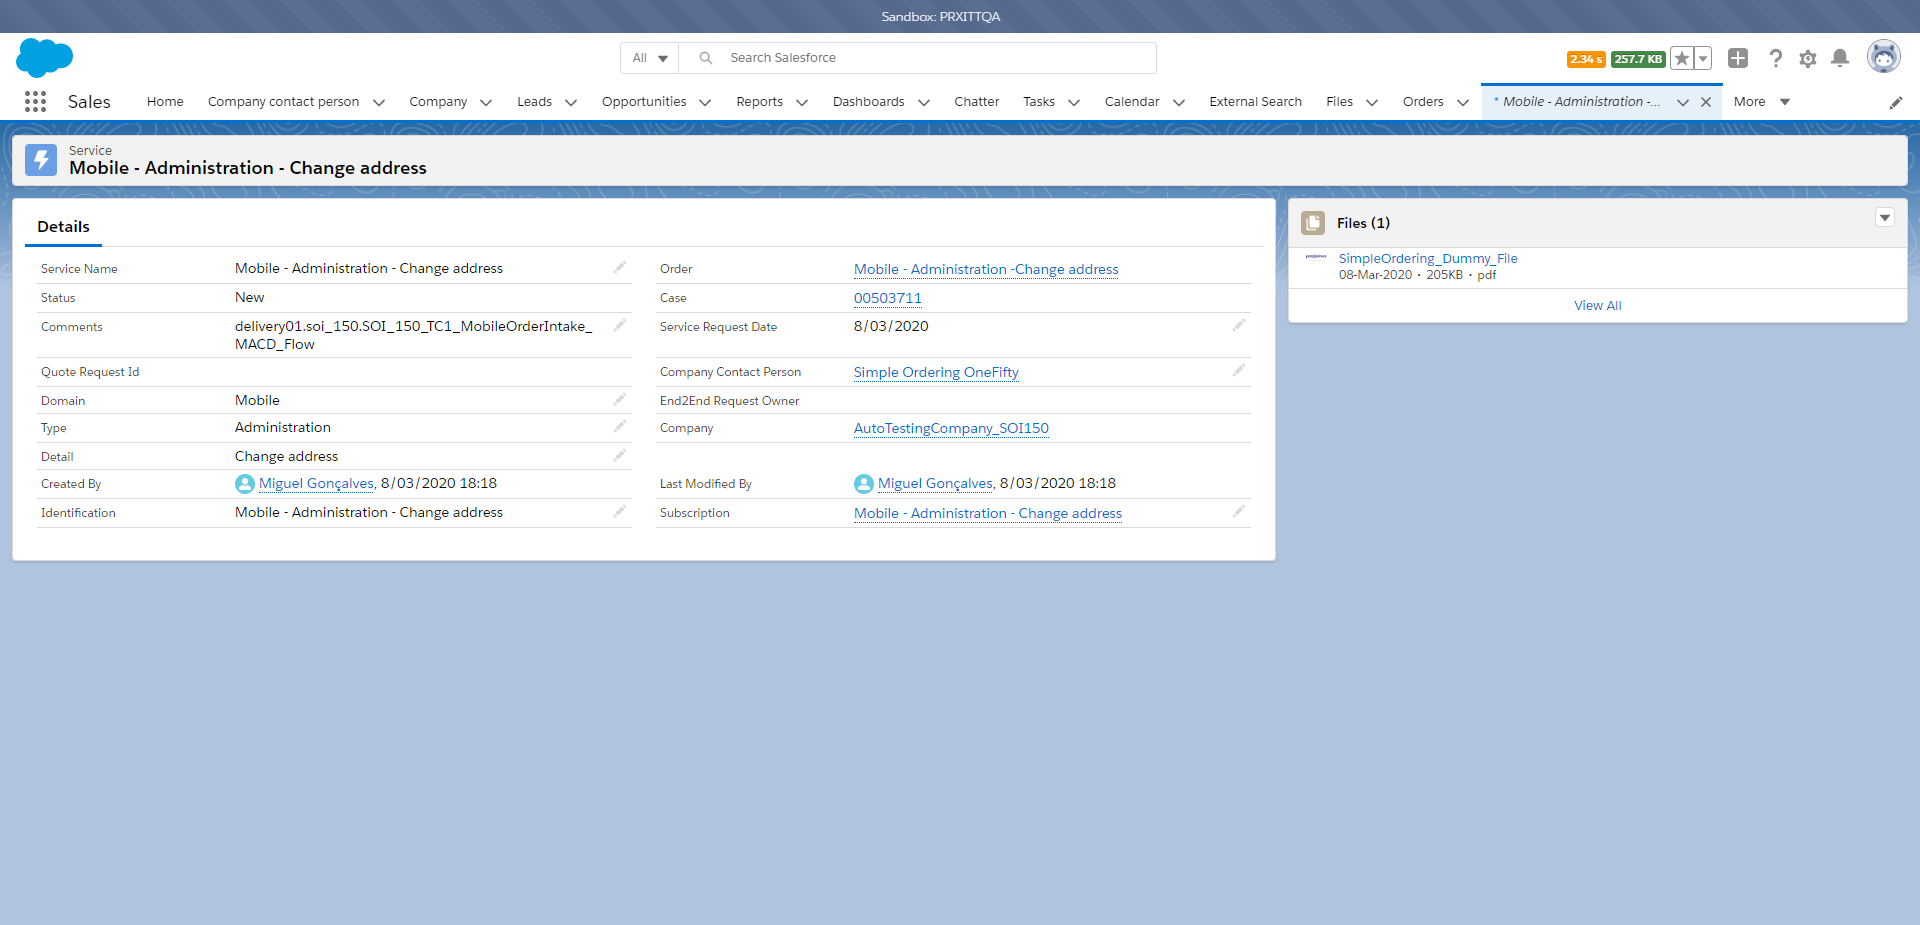 Sandbox: PRXITTQA
All
Search Salesforce
2.34 s
257.7 KB
Sales
Home
Company contact person
Company
Leads
Opportunities
Reports
Dashboards
Chatter
Tasks
Calendar
External Search
Files
Orders
* Mobile - Administration -...
More
Service
Mobile - Administration - Change address
Details
Service Name
Mobile - Administration - Change address
Order
Mobile - Administration -Change address
Status
New
Case
00503711
Comments
delivery01.soi_150.SOI_150_TC1_MobileOrderIntake_
MACD_Flow
Service Request Date
8/03/2020
Quote Request Id
Company Contact Person
Simple Ordering OneFifty
Domain
Mobile
End2End Request Owner
Type
Administration
Company
AutoTestingCompany_SOI150
Detail
Change address
Created By
Miguel Gonçalves, 8/03/2020 18:18
Last Modified By
Miguel Gonçalves, 8/03/2020 18:18
Identification
Mobile - Administration - Change address
Subscription
Mobile - Administration - Change address
Files (1)
SimpleOrdering_Dummy_File
08-Mar-2020 • 205KB • pdf
View All